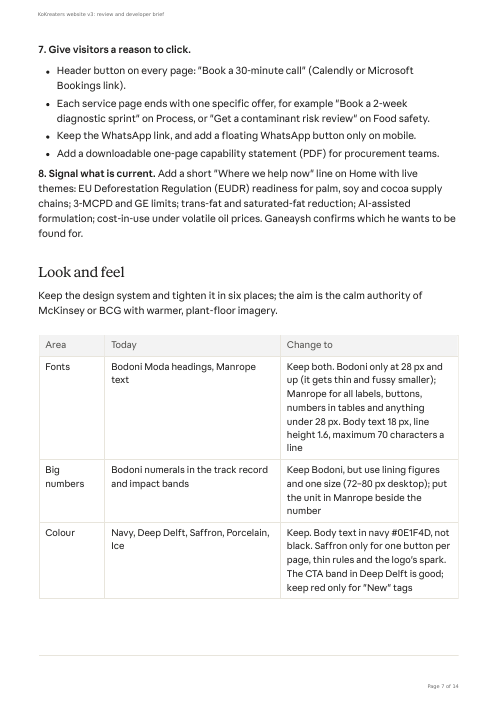 KoKreators website v3: review and developer brief
7. Give visitors a reason to click.
• Header button on every page: "Book a 30-minute call" (Calendly or Microsoft
Bookings link).
• Each service page ends with one specific offer, for example "Book a 2-week
diagnostic sprint" on Process, or "Get a contaminant risk review" on Food safety.
• Keep the WhatsApp link, and add a floating WhatsApp button only on mobile.
• Add a downloadable one-page capability statement (PDF) for procurement teams.
8. Signal what is current. Add a short "Where we help now" line on Home with live
themes: EU Deforestation Regulation (EUDR) readiness for palm, soy and cocoa supply
chains; 3-MCPD and GE limits; trans-fat and saturated-fat reduction; AI-assisted
formulation; cost-in-use under volatile oil prices. Ganeaysh confirms which he wants to be
found for.
Look and feel
Keep the design system and tighten it in six places; the aim is the calm authority of
McKinsey or BCG with warmer, plant-floor imagery.
Area Today Change to
Fonts Bodoni Moda headings, Manrope Keep both. Bodoni only at 28 px and
text up (it gets thin and fussy smaller);
Manrope for all labels, buttons,
numbers in tables and anything
under 28 px. Body text 18 px, line
height 1.6, maximum 70 characters a
line
Big Bodoni numerals in the track record Keep Bodoni, but use lining figures
numbers and impact bands and one size (72–80 px desktop); put
the unit in Manrope beside the
number
Colour Navy, Deep Delft, Saffron, Porcelain, Keep. Body text in navy #0E1F4D, not
Ice black. Saffron only for one button per
page, thin rules and the logo's spark.
The CTA band in Deep Delft is good;
keep red only for "New" tags
Page 7 of 14